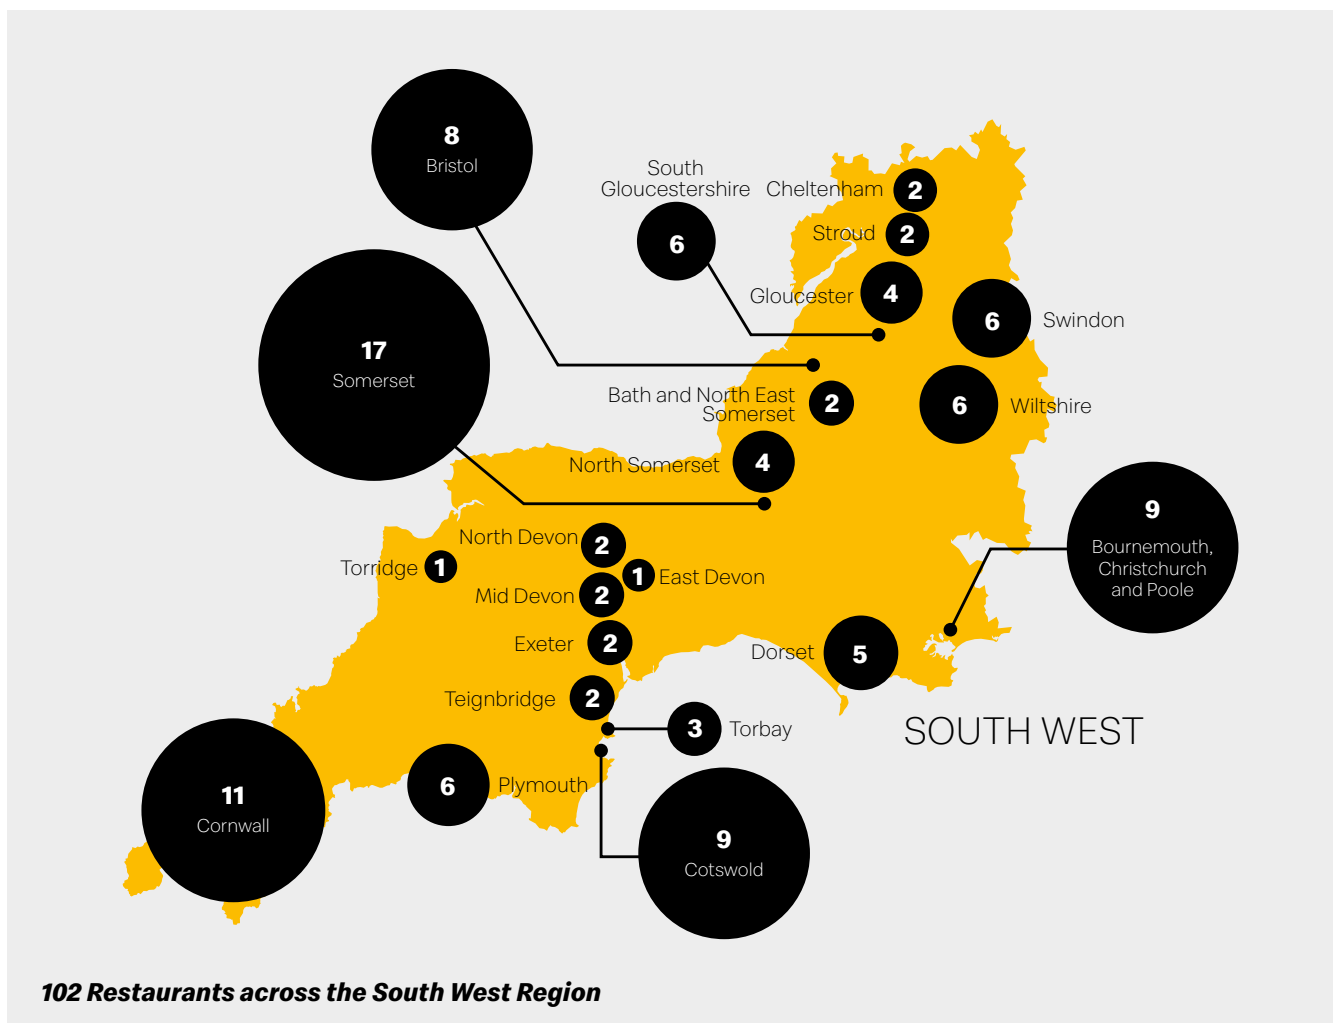 8
Bristol
South
Gloucestershire
6
Cheltenham
2
Stroud
2
Gloucester
4
6
Swindon
17
Somerset
Bath and North East
Somerset
2
6
Wiltshire
North Somerset
4
9
Bournemouth,
Christchurch
and Poole
North Devon
2
Torridge
1
1
East Devon
Mid Devon
2
Exeter
2
Dorset
5
Teignbridge
2
3
Torbay
SOUTH WEST
6
Plymouth
11
Cornwall
9
Cotswold
102 Restaurants across the South West Region